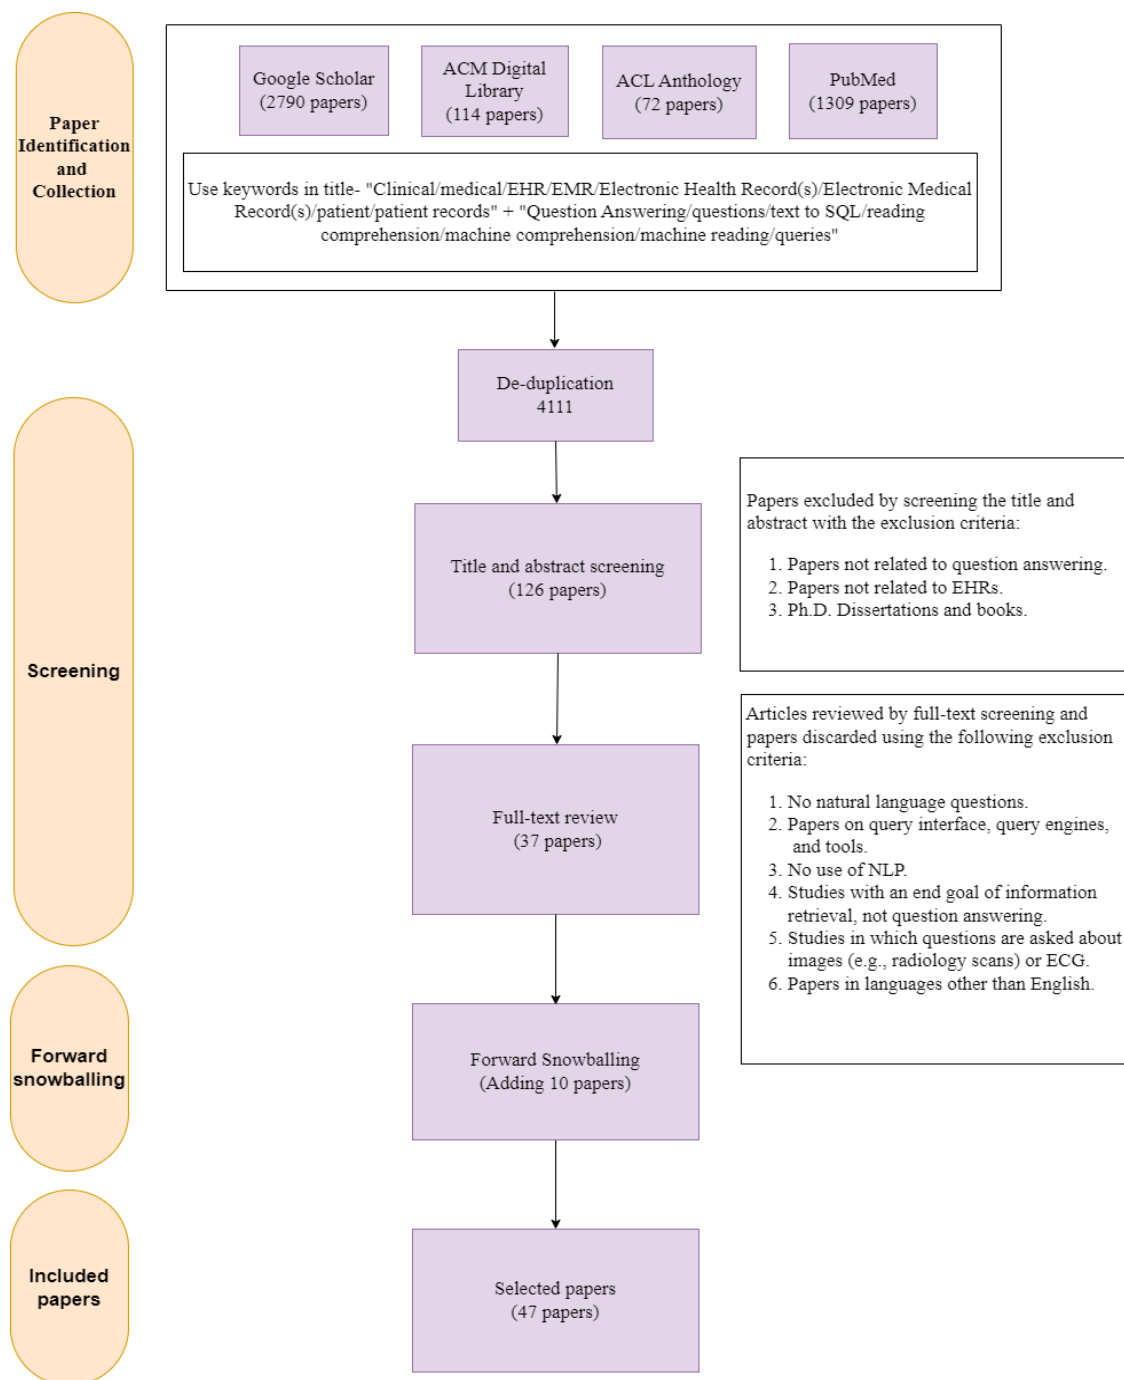 Paper
Identification
and
Collection
Google Scholar
(2790 papers)
ACM Digital
Library
(114 papers)
ACL Anthology
(72 papers)
PubMed
(1309 papers)
Use keywords in title- "Clinical/medical/EHR/EMR/Electronic Health Record(s)/Electronic Medical
Record(s)/patient/patient records" + "Question Answering/questions/text to SQL/reading
comprehension/machine comprehension/machine reading/queries"
De-duplication
4111
Screening
Title and abstract screening
(126 papers)
Papers excluded by screening the title and
abstract with the exclusion criteria:
1. Papers not related to question answering.
2. Papers not related to EHRs.
3. Ph.D. Dissertations and books.
Full-text review
(37 papers)
Articles reviewed by full-text screening and
papers discarded using the following exclusion
criteria:
1. No natural language questions.
2. Papers on query interface, query engines,
and tools.
3. No use of NLP.
4. Studies with an end goal of information
retrieval, not question answering.
5. Studies in which questions are asked about
images (e.g., radiology scans) or ECG.
6. Papers in languages other than English.
Forward
snowballing
Forward Snowballing
(Adding 10 papers)
Included
papers
Selected papers
(47 papers)